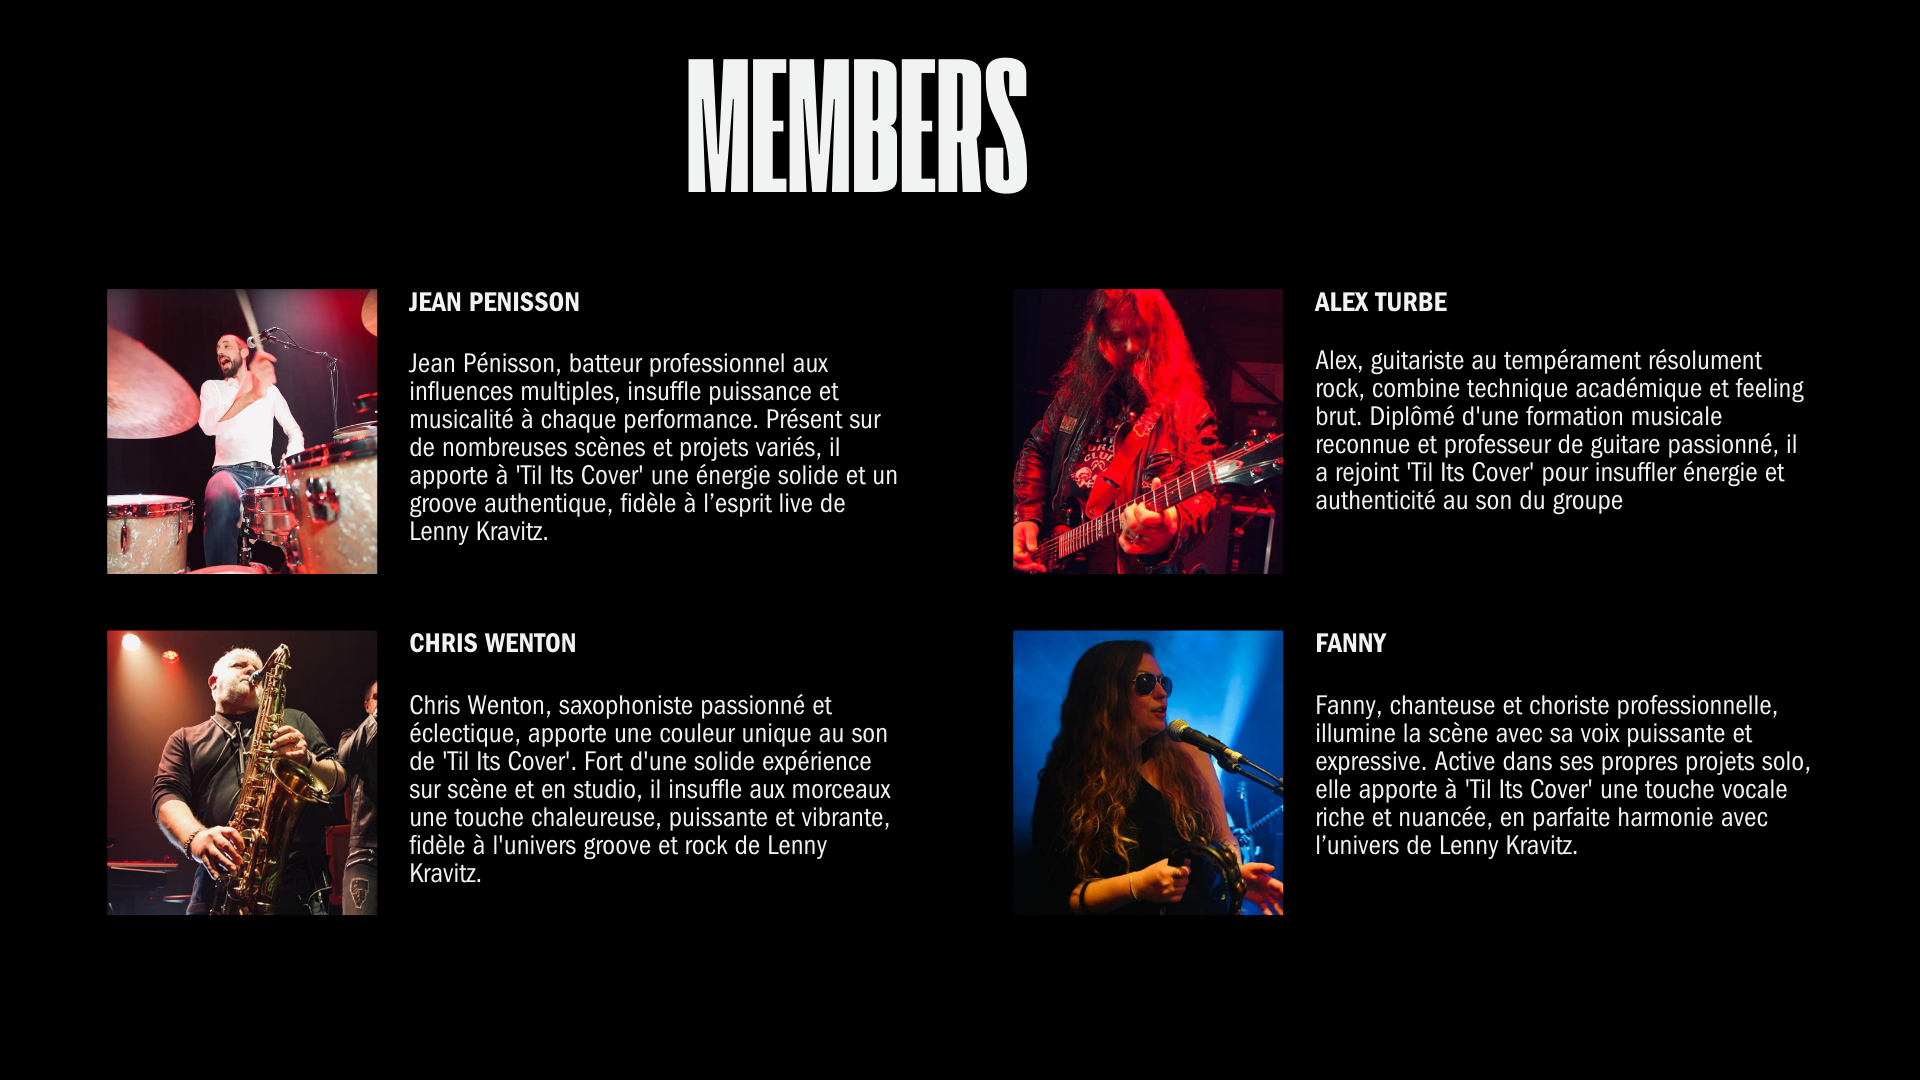 MEMBERS
JEAN PENISSON
Jean Pénisson, batteur professionnel aux
influences multiples, insuffle puissance et
musicalité à chaque performance. Présent sur
de nombreuses scènes et projets variés, il
apporte à 'Til Its Cover' une énergie solide et un
groove authentique, fidèle à l’esprit live de
Lenny Kravitz.
ALEX TURBE
Alex, guitariste au tempérament résolument
rock, combine technique académique et feeling
brut. Diplômé d'une formation musicale
reconnue et professeur de guitare passionné, il
a rejoint 'Til Its Cover' pour insuffler énergie et
authenticité au son du groupe
CHRIS WENTON
Chris Wenton, saxophoniste passionné et
éclectique, apporte une couleur unique au son
de 'Til Its Cover'. Fort d'une solide expérience
sur scène et en studio, il insuffle aux morceaux
une touche chaleureuse, puissante et vibrante,
fidèle à l'univers groove et rock de Lenny
Kravitz.
FANNY
Fanny, chanteuse et choriste professionnelle,
illumine la scène avec sa voix puissante et
expressive. Active dans ses propres projets solo,
elle apporte à 'Til Its Cover' une touche vocale
riche et nuancée, en parfaite harmonie avec
l’univers de Lenny Kravitz.